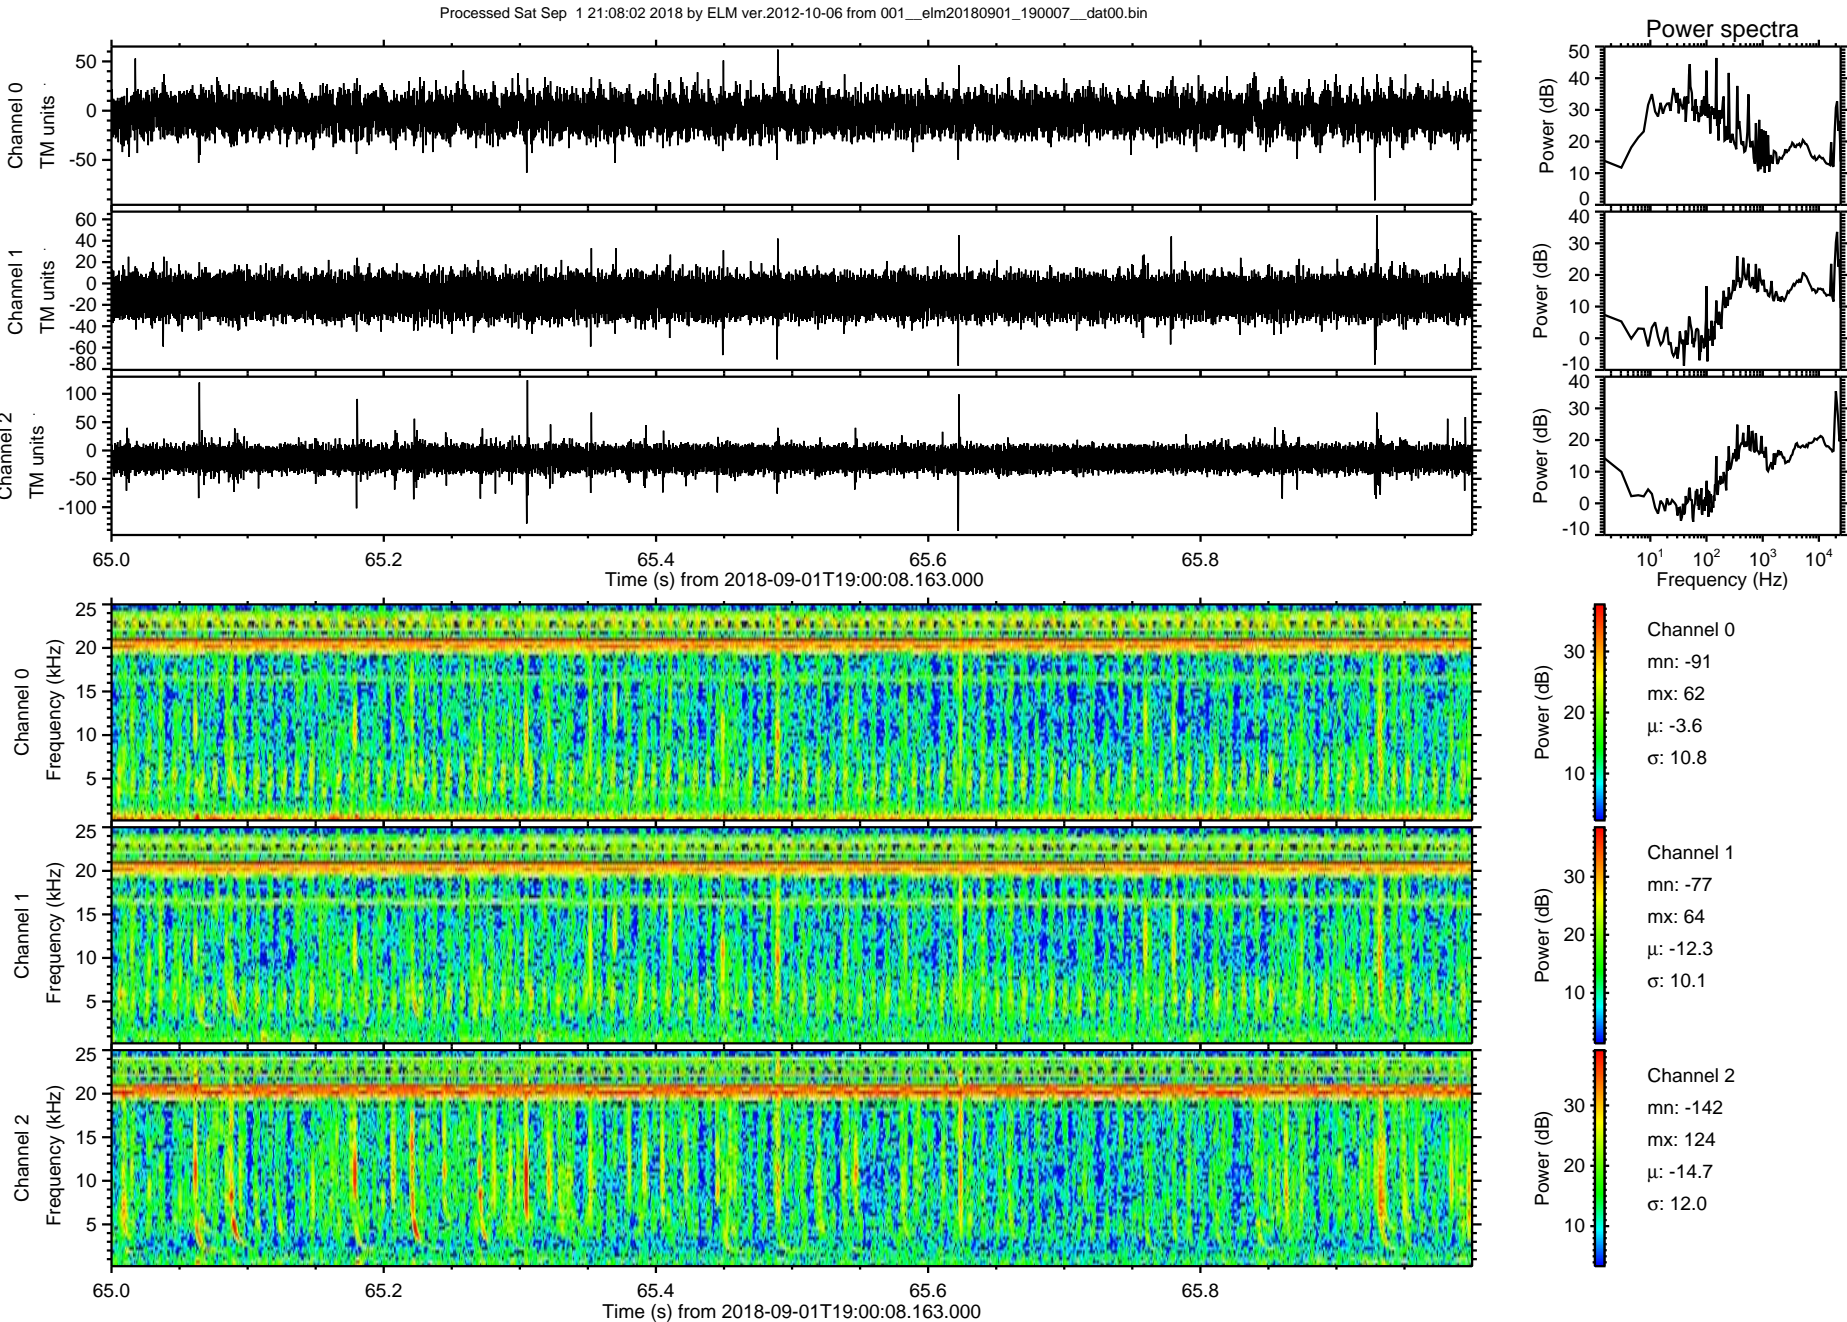 Processed Sat Sep  1 21:08:02 2018 by ELM ver.2012-10-06 from 001__elm20180901_190007__dat00.bin
Power spectra
Channel 0
TM units
50
0
-50
Power (dB)
50
40
30
20
10
0
Channel 1
TM units
60
40
20
0
-20
-40
-60
-80
Power (dB)
40
30
20
10
0
-10
Channel 2
TM units
100
50
0
-50
-100
Power (dB)
40
30
20
10
0
-10
65.0 65.2 65.4 65.6 65.8
Time (s) from 2018-09-01T19:00:08.163.000
10^1 10^2 10^3 10^4
Frequency (Hz)
Channel 0
Frequency (kHz)
25
20
15
10
5
Power (dB)
30
20
10
Channel 0
mn: -91
mx: 62
μ: -3.6
σ: 10.8
Channel 1
Frequency (kHz)
25
20
15
10
5
Power (dB)
30
20
10
Channel 1
mn: -77
mx: 64
μ: -12.3
σ: 10.1
Channel 2
Frequency (kHz)
25
20
15
10
5
Power (dB)
30
20
10
Channel 2
mn: -142
mx: 124
μ: -14.7
σ: 12.0
65.0 65.2 65.4 65.6 65.8
Time (s) from 2018-09-01T19:00:08.163.000